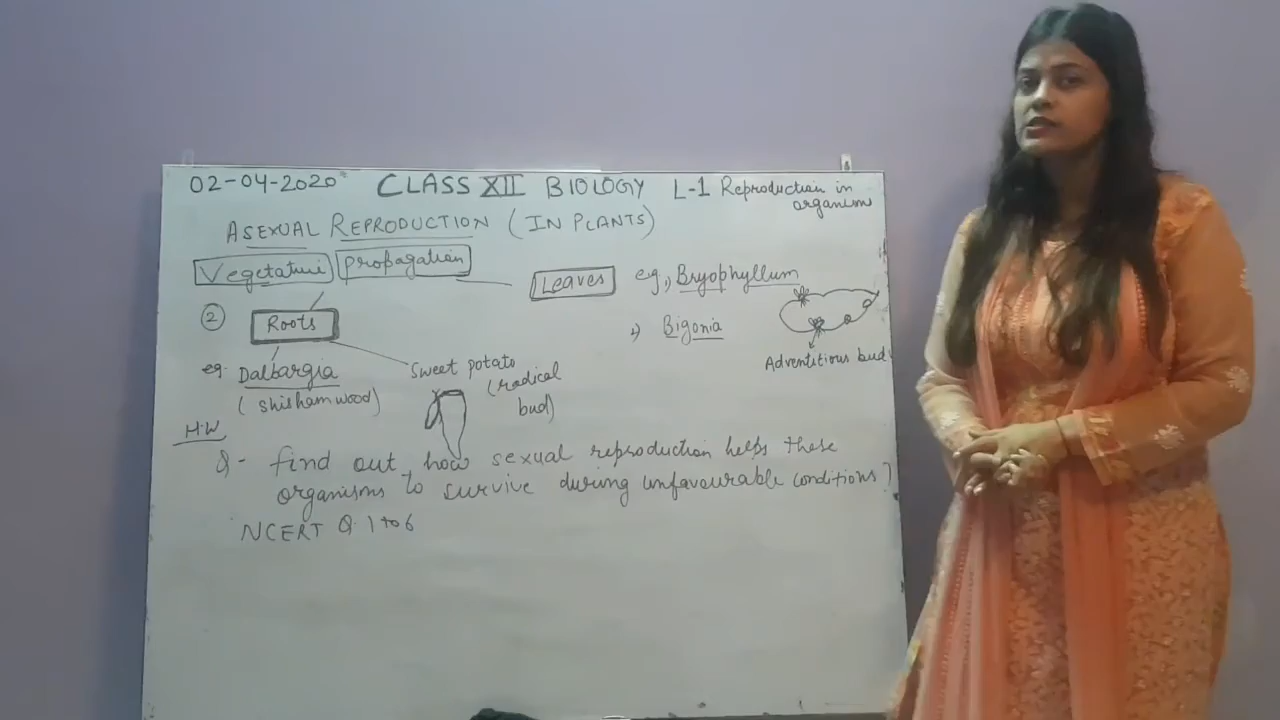 02-04-2020 CLASS XII BIOLOGY L-1 Reproduction in
organism
ASEXUAL REPRODUCTION (IN PLANTS)
Vegetative propagation
Leaves eg., Bryophyllum
② Roots
") Bigonia
Adventitious bud
eg. Dalbargia
(shisham wood)
Sweet potato
(radical
bud)
H.W
Q- find out, how sexual reproduction helps these
organisms to survive during unfavourable conditions?
NCERT Q. 1 to 6